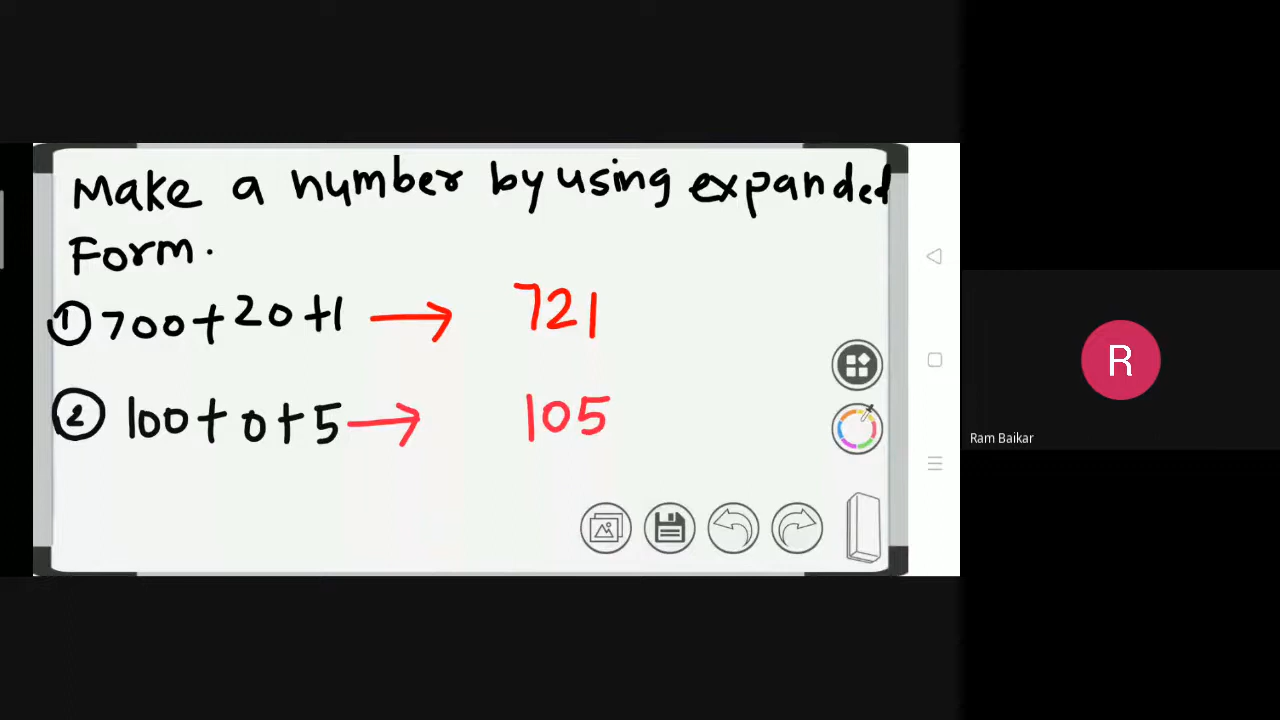 Make a number by using expanded
Form.
① 700+20+1 → 721
② 100+0+5 → 105
R
Ram Baikar